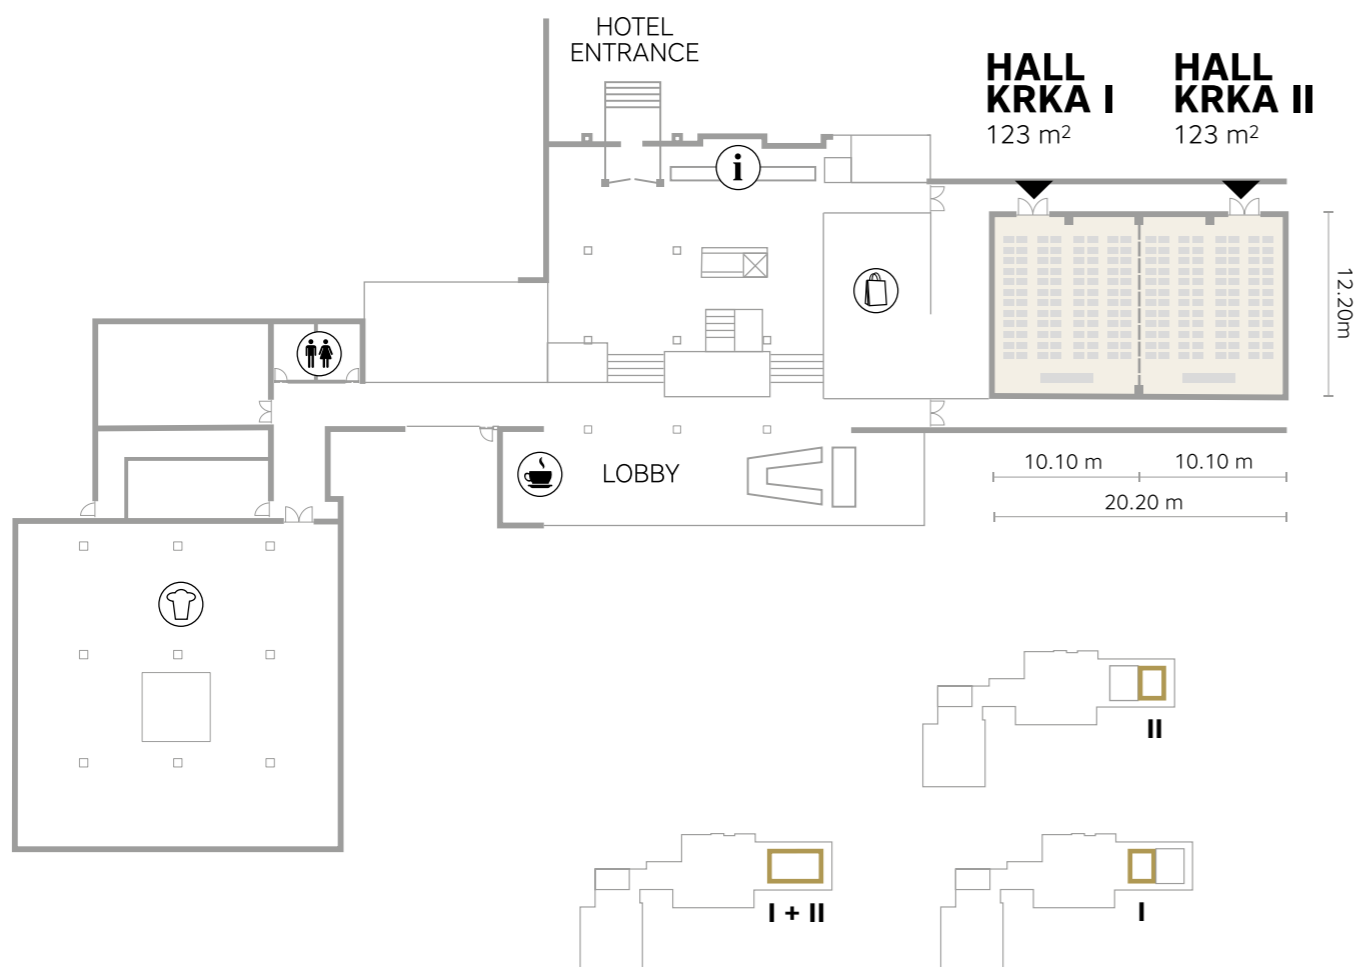 HOTEL
ENTRANCE
HALL
KRKA I
123 m²
HALL
KRKA II
123 m²
i
12.20m
LOBBY
10.10 m
10.10 m
20.20 m
II
I + II
I